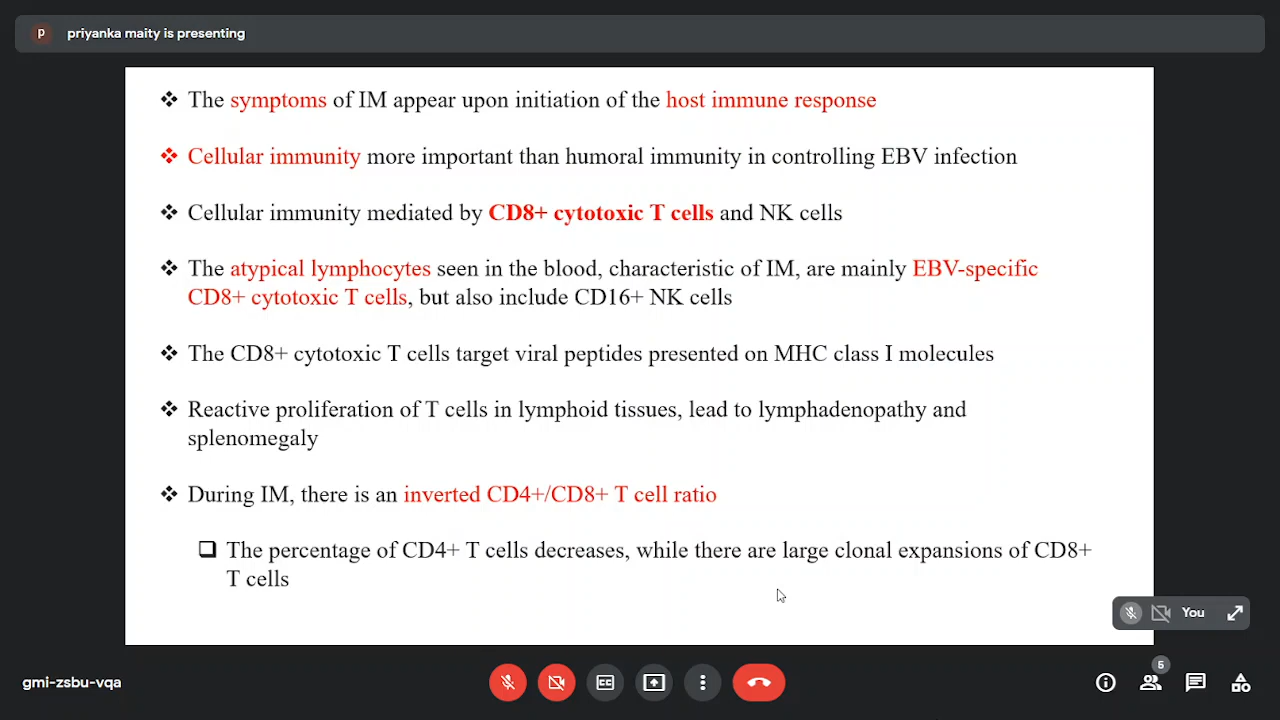 p priyanka maity is presenting
The symptoms of IM appear upon initiation of the host immune response
Cellular immunity more important than humoral immunity in controlling EBV infection
Cellular immunity mediated by CD8+ cytotoxic T cells and NK cells
The atypical lymphocytes seen in the blood, characteristic of IM, are mainly EBV-specific
CD8+ cytotoxic T cells, but also include CD16+ NK cells
The CD8+ cytotoxic T cells target viral peptides presented on MHC class I molecules
Reactive proliferation of T cells in lymphoid tissues, lead to lymphadenopathy and
splenomegaly
During IM, there is an inverted CD4+/CD8+ T cell ratio
The percentage of CD4+ T cells decreases, while there are large clonal expansions of CD8+
T cells
You
gmi-zsbu-vqa
CC
5